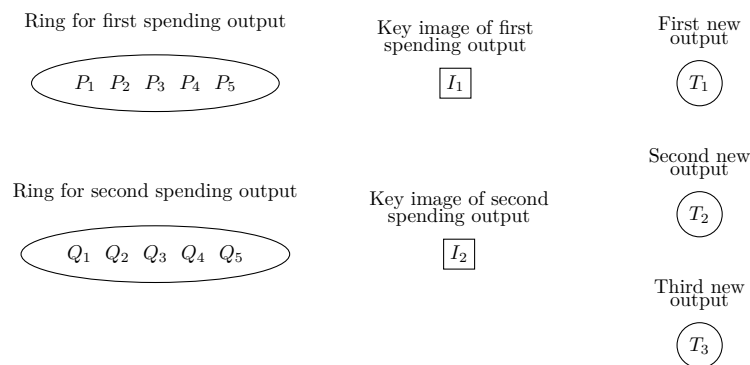 Ring for first spending output
P₁ P₂ P₃ P₄ P₅
Key image of first
spending output
I₁
First new
output
T₁
Ring for second spending output
Q₁ Q₂ Q₃ Q₄ Q₅
Key image of second
spending output
I₂
Second new
output
T₂
Third new
output
T₃